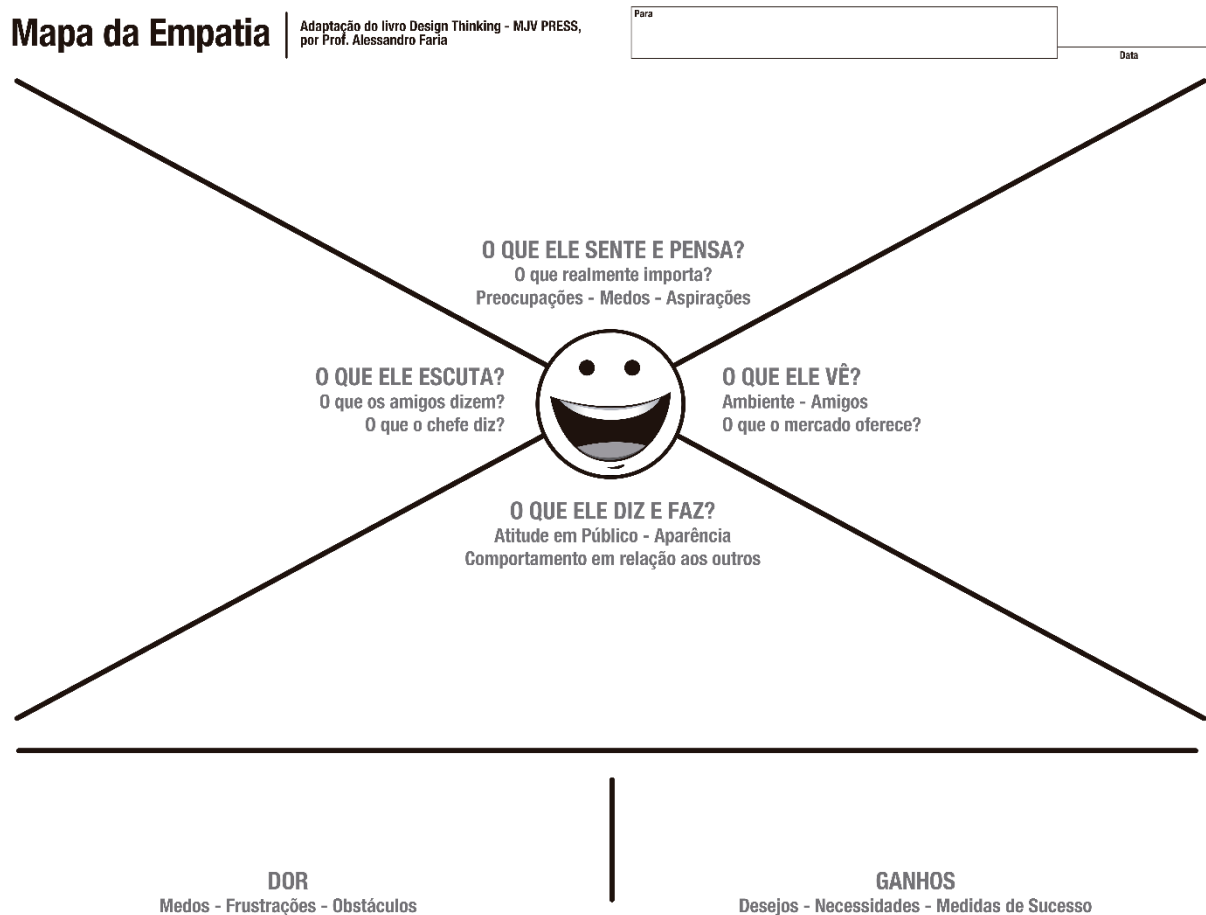 Mapa da Empatia
Adaptação do livro Design Thinking - MJV PRESS,
por Prof. Alessandro Faria
Para
Data
O QUE ELE SENTE E PENSA?
O que realmente importa?
Preocupações - Medos - Aspirações
O QUE ELE ESCUTA?
O que os amigos dizem?
O que o chefe diz?
O QUE ELE VÊ?
Ambiente - Amigos
O que o mercado oferece?
O QUE ELE DIZ E FAZ?
Atitude em Público - Aparência
Comportamento em relação aos outros
DOR
Medos - Frustrações - Obstáculos
GANHOS
Desejos - Necessidades - Medidas de Sucesso